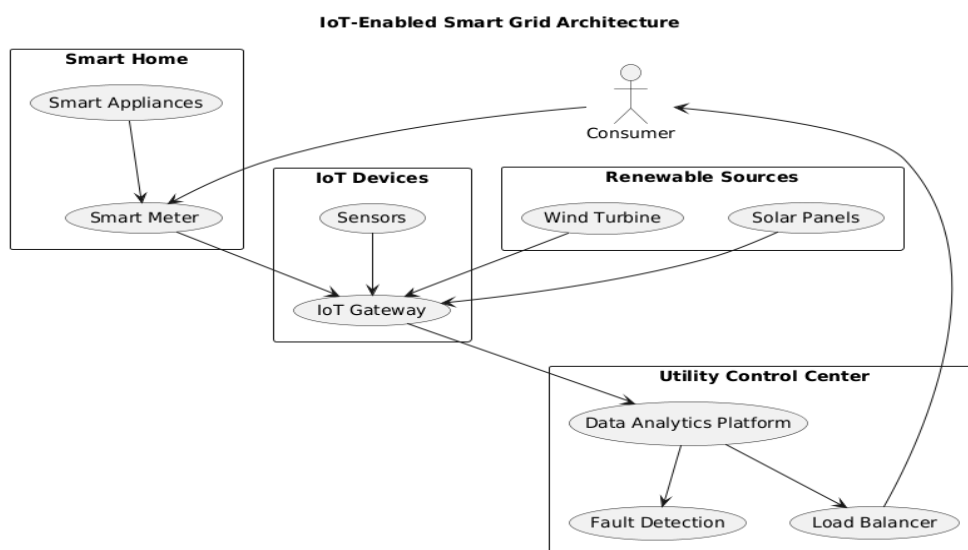 IoT-Enabled Smart Grid Architecture
Smart Home
Smart Appliances
Consumer
IoT Devices
Renewable Sources
Smart Meter
Sensors
Wind Turbine
Solar Panels
IoT Gateway
Utility Control Center
Data Analytics Platform
Fault Detection
Load Balancer